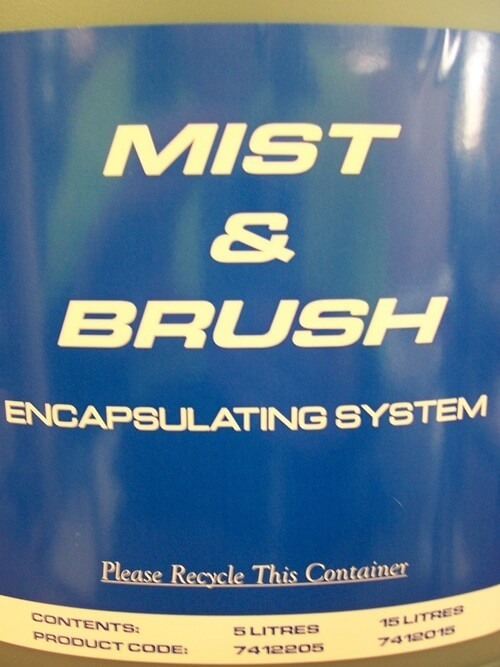 MIST
&
BRUSH
ENCAPSULATING SYSTEM
Please Recycle This Container
CONTENTS: 5 LITRES 15 LITRES
PRODUCT CODE: 7412205 7412015